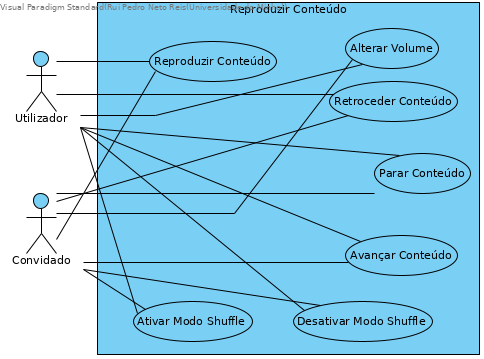 Visual Paradigm Standard(Rui Pedro Neto Reis(Universidade do Minho))
Reproduzir Conteúdo
Alterar Volume
Reproduzir Conteúdo
Retroceder Conteúdo
Utilizador
Parar Conteúdo
Avançar Conteúdo
Convidado
Ativar Modo Shuffle
Desativar Modo Shuffle